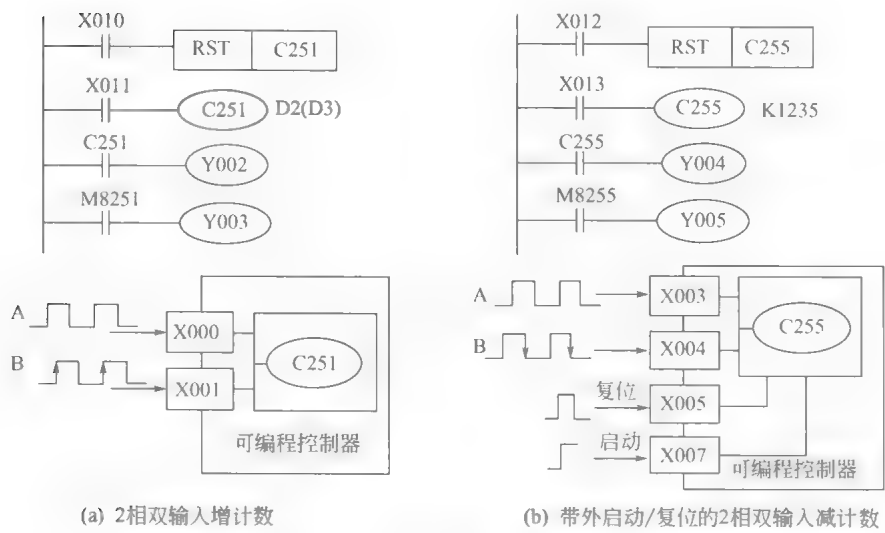 X010
RST C251
X011
C251 D2(D3)
C251
Y002
M8251
Y003
A
X000
B
X001
C251
可编程控制器
(a) 2相双输入增计数
X012
RST C255
X013
C255 K1235
C255
Y004
M8255
Y005
A
X003
B
X004
C255
复位
X005
启动
X007
可编程控制器
(b) 带外启动/复位的2相双输入减计数